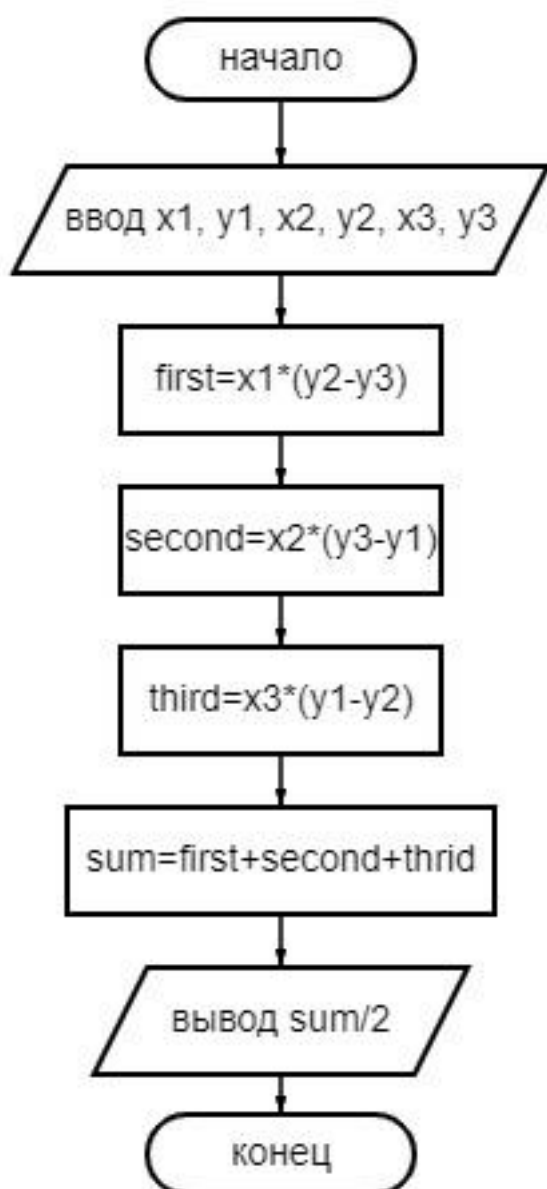 начало
ввод x1, y1, x2, y2, x3, y3
first=x1*(y2-y3)
second=x2*(y3-y1)
third=x3*(y1-y2)
sum=first+second+thrid
вывод sum/2
конец